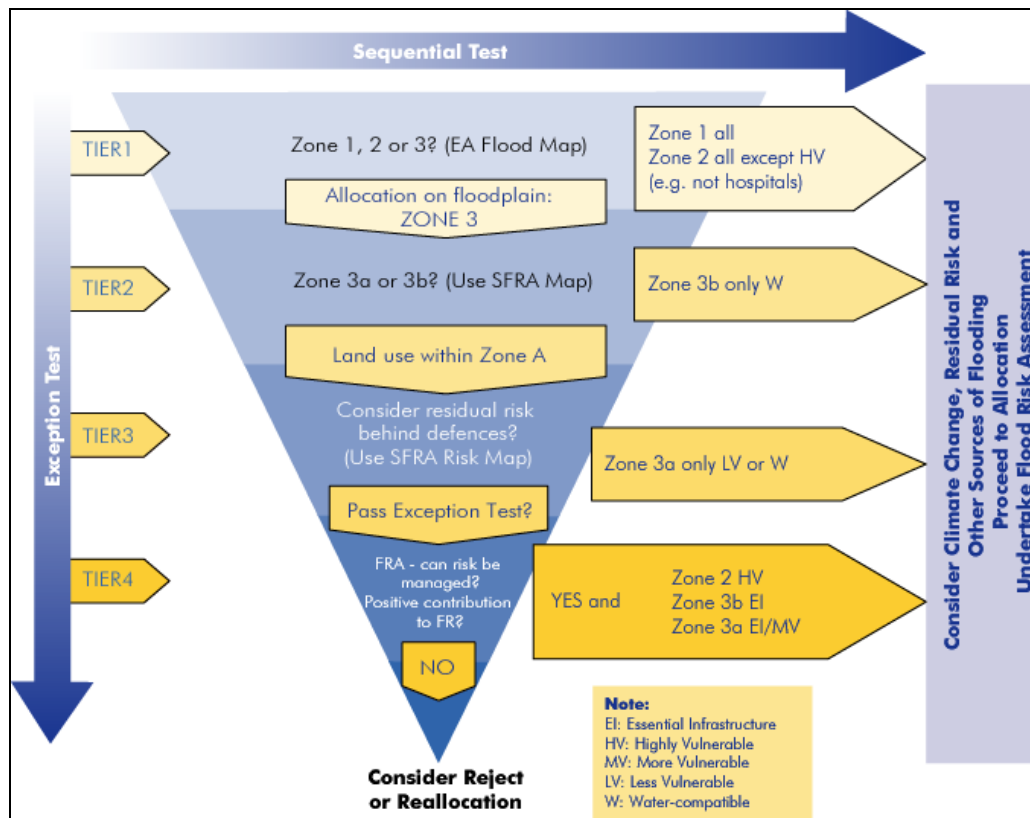 Sequential Test
Exception Test
TIER1
Zone 1, 2 or 3? (EA Flood Map)
Zone 1 all
Zone 2 all except HV
(e.g. not hospitals)
Allocation on floodplain:
ZONE 3
TIER2
Zone 3a or 3b? (Use SFRA Map)
Zone 3b only W
Land use within Zone A
TIER3
Consider residual risk
behind defences?
(Use SFRA Risk Map)
Zone 3a only LV or W
Pass Exception Test?
TIER4
FRA - can risk be
managed?
Positive contribution
to FR?
YES and
Zone 2 HV
Zone 3b EI
Zone 3a EI/MV
NO
Consider Reject
or Reallocation
Note:
EI: Essential Infrastructure
HV: Highly Vulnerable
MV: More Vulnerable
LV: Less Vulnerable
W: Water-compatible
Consider Climate Change, Residual Risk and
Other Sources of Flooding
Proceed to Allocation
Undertake Flood Risk Assessment